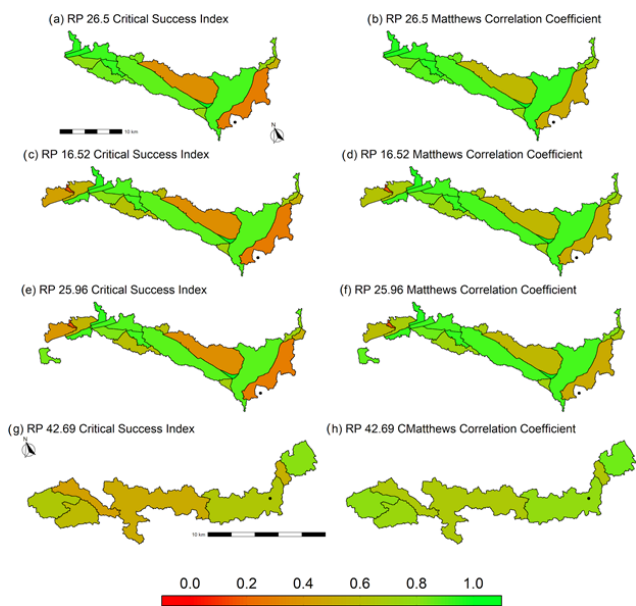 (a) RP 26.5 Critical Success Index
(b) RP 26.5 Matthews Correlation Coefficient
10 km
N
(c) RP 16.52 Critical Success Index
(d) RP 16.52 Matthews Correlation Coefficient
(e) RP 25.96 Critical Success Index
(f) RP 25.96 Matthews Correlation Coefficient
(g) RP 42.69 Critical Success Index
(h) RP 42.69 CMatthews Correlation Coefficient
N
10 km
0.0 0.2 0.4 0.6 0.8 1.0